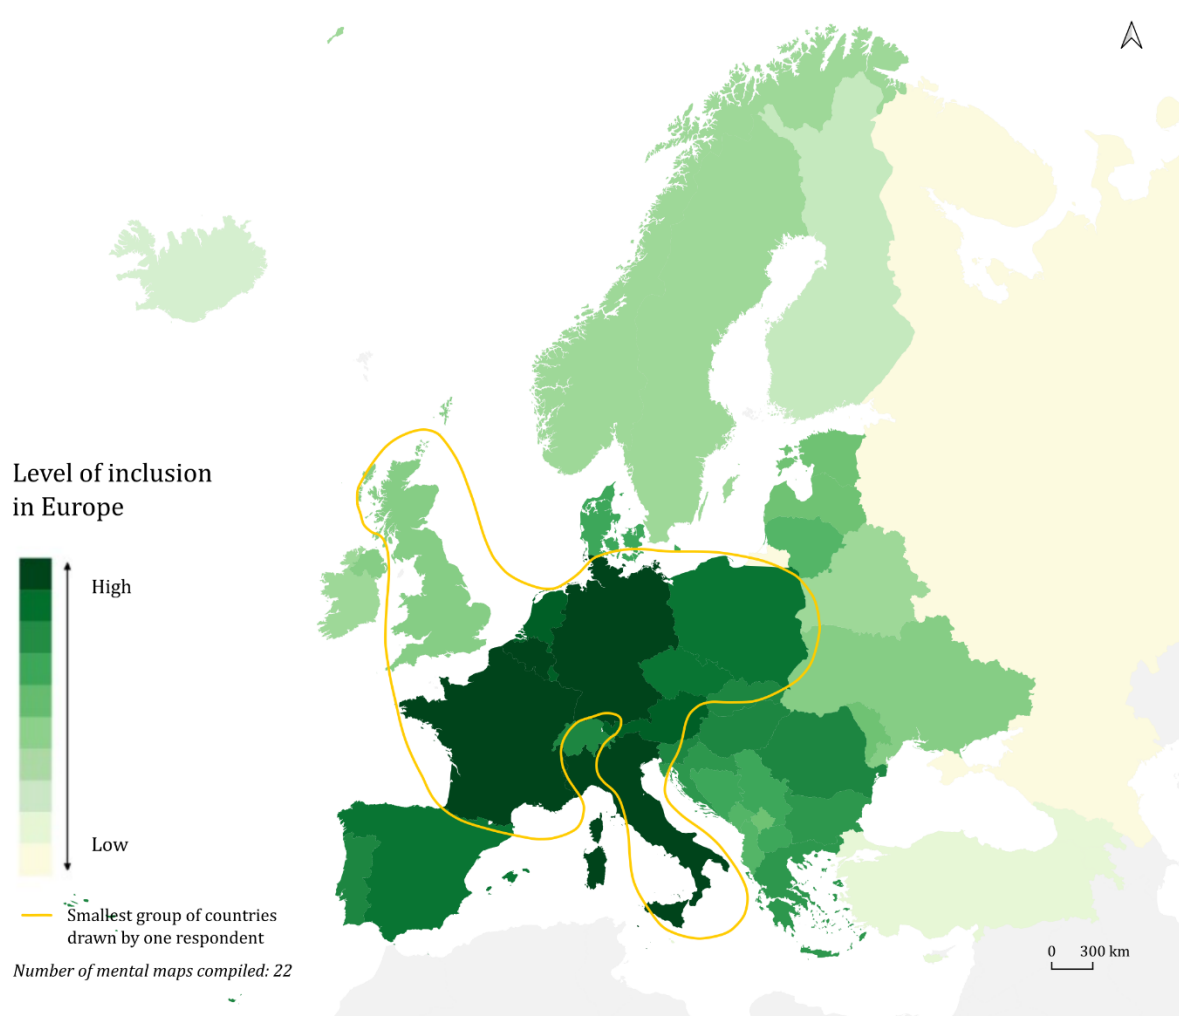 Level of inclusion
in Europe
High
Low
Smallest group of countries
drawn by one respondent
Number of mental maps compiled: 22
0 300 km